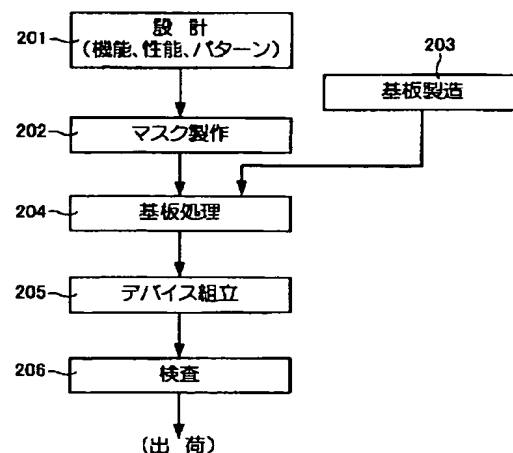 201
設 計
(機能、性能、パターン)
203
基板製造
202
マスク製作
204
基板処理
205
デバイス組立
206
検査
(出 荷)